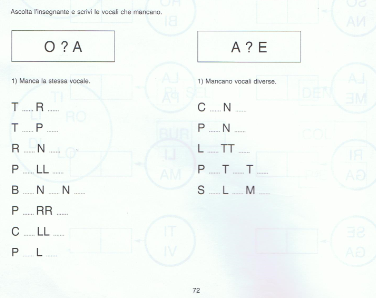 Ascolta l'insegnante e scrivi le vocali che mancano.
O ? A
1) Manca la stessa vocale.
T ..... R .....
T ..... P .....
R ..... N .....
P ..... LL .....
B ..... N ..... N .....
P ..... RR .....
C ..... LL .....
P ..... L .....
A ? E
1) Mancano vocali diverse.
C ..... N .....
P ..... N .....
L ..... TT .....
P ..... T ..... T .....
S ..... L ..... M .....
72